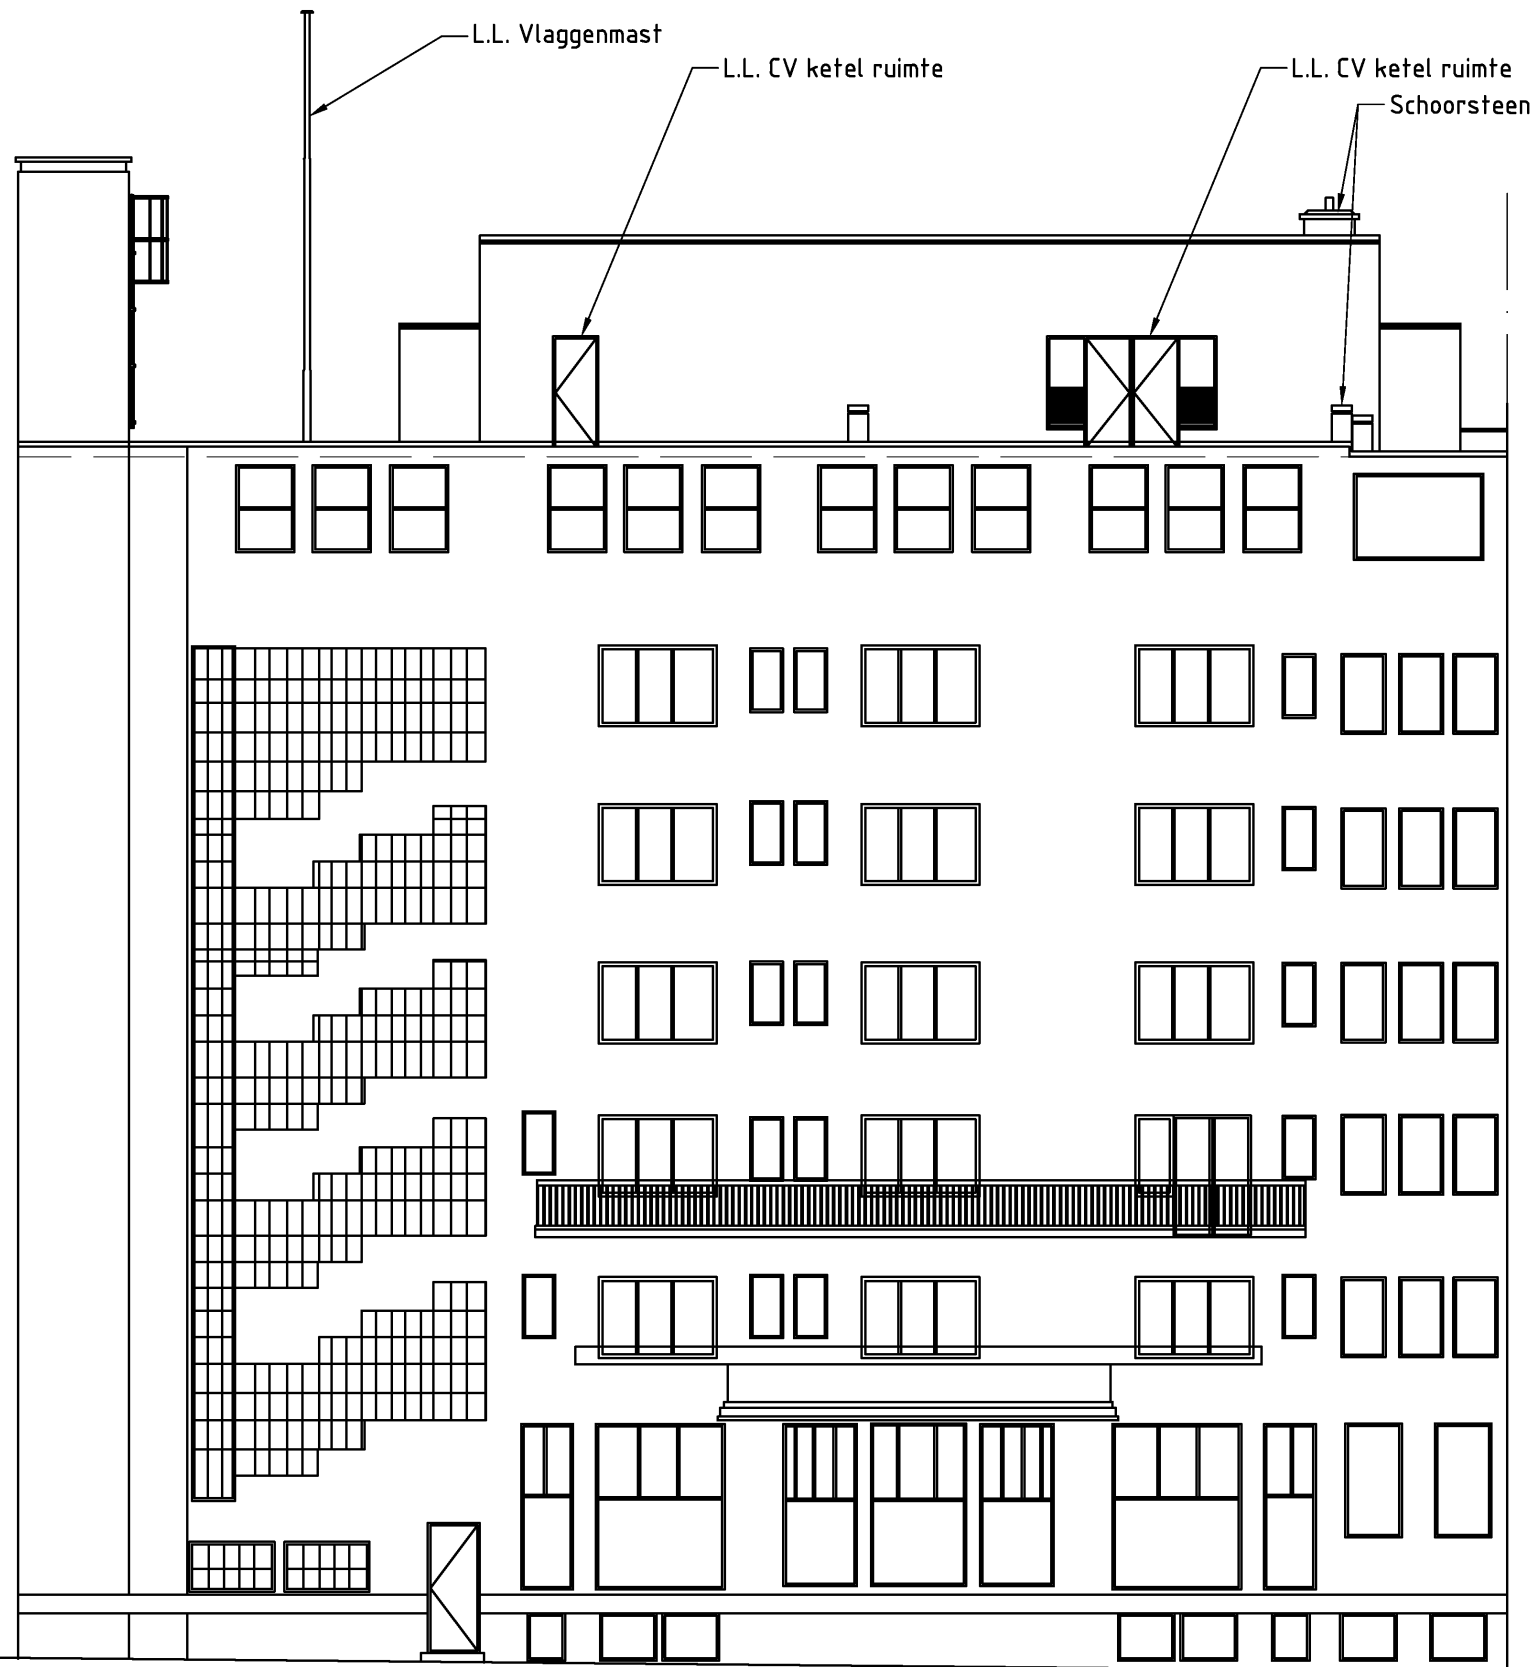 L.L. Vlaggenmast
L.L. CV ketel ruimte
L.L. CV ketel ruimte
Schoorsteen